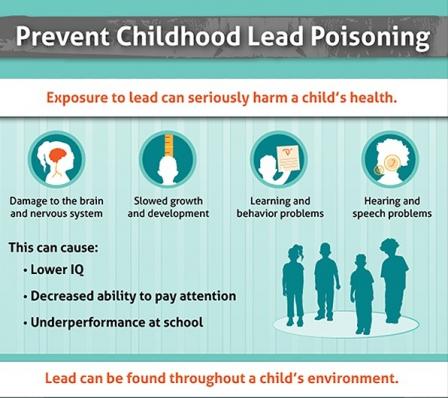 Prevent Childhood Lead Poisoning
Exposure to lead can seriously harm a child's health.
Damage to the brain
and nervous system
Slowed growth
and development
Learning and
behavior problems
Hearing and
speech problems
This can cause:
• Lower IQ
• Decreased ability to pay attention
• Underperformance at school
Lead can be found throughout a child's environment.